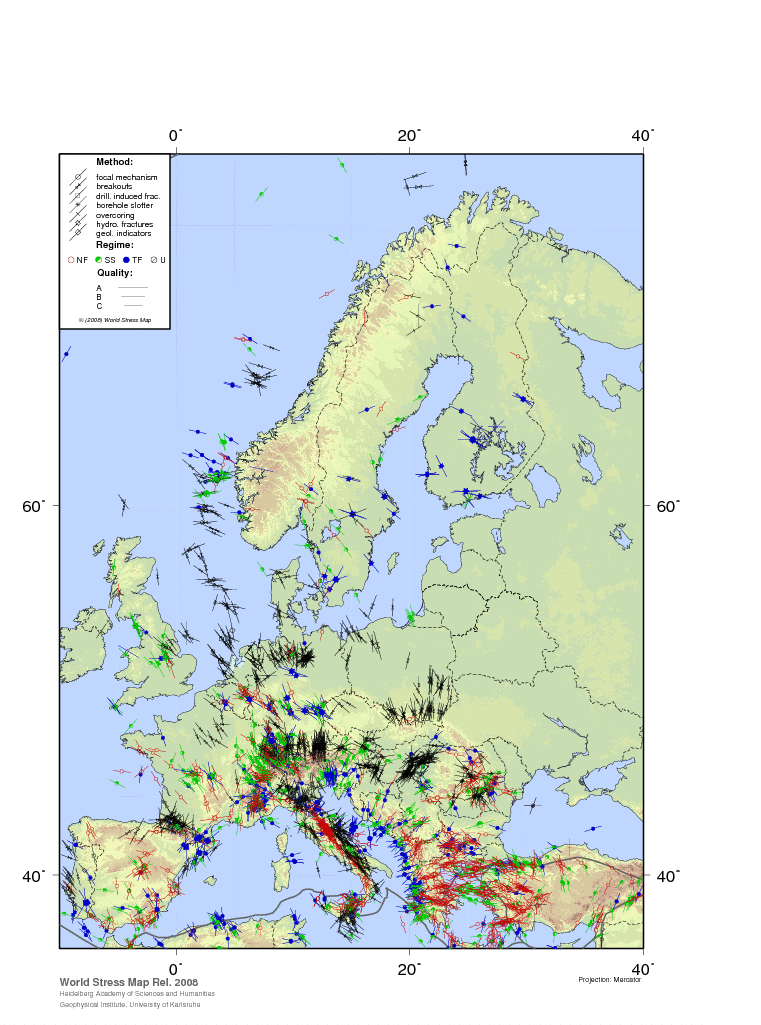 0° 20° 40°
Method:
focal mechanism
breakouts
drill. induced frac.
borehole slotter
overcoring
hydro. fractures
geol. indicators
Regime:
NF SS TF U
Quality:
A
B
C
© (2008) World Stress Map
60° 60°
40° 40°
0° 20° 40°
World Stress Map Rel. 2008
Projection: Mercator
Heidelberg Academy of Sciences and Humanities
Geophysical Institute, University of Karlsruhe